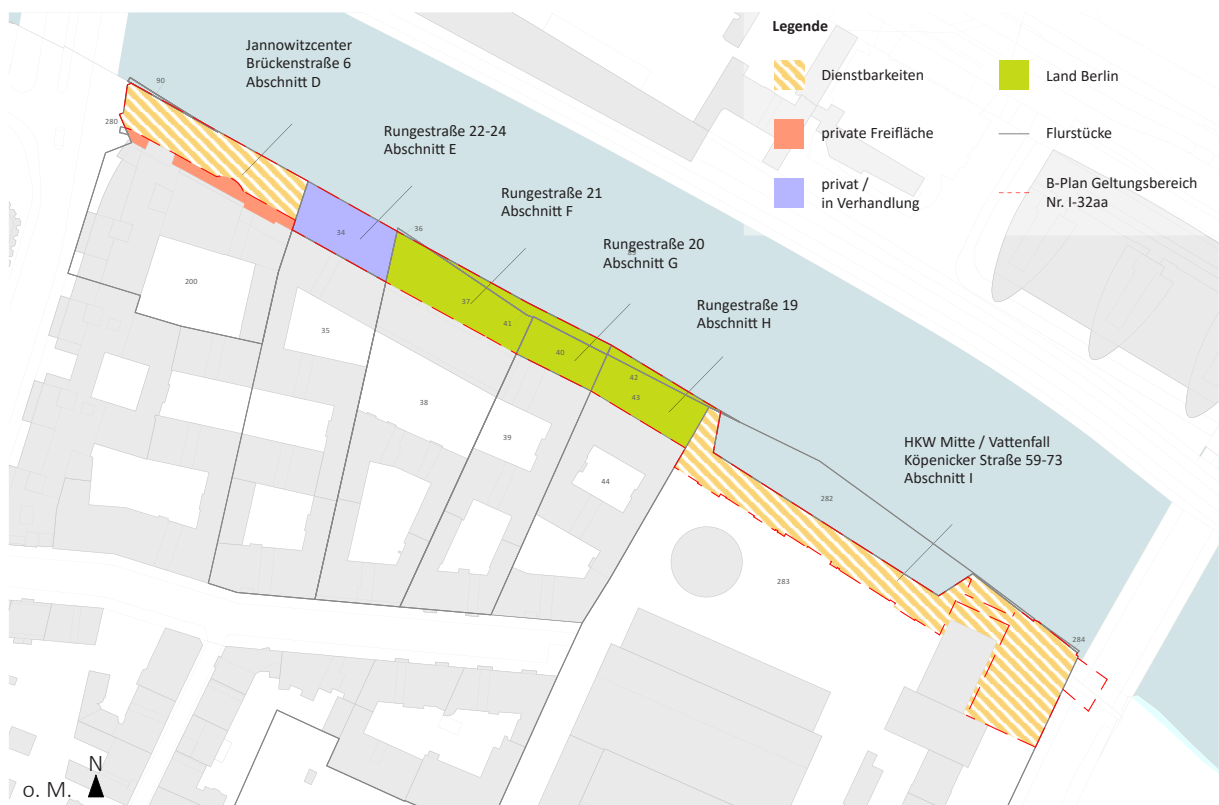 Legende
Dienstbarkeiten
Land Berlin
private Freifläche
Flurstücke
privat /
in Verhandlung
B-Plan Geltungsbereich
Nr. I-32aa
Jannowitzcenter
Brückenstraße 6
Abschnitt D
Rungestraße 22-24
Abschnitt E
Rungestraße 21
Abschnitt F
Rungestraße 20
Abschnitt G
Rungestraße 19
Abschnitt H
HKW Mitte / Vattenfall
Köpenicker Straße 59-73
Abschnitt I
90
280
34
36
37
41
40
42
43
200
35
38
39
44
282
283
284
N
o. M.